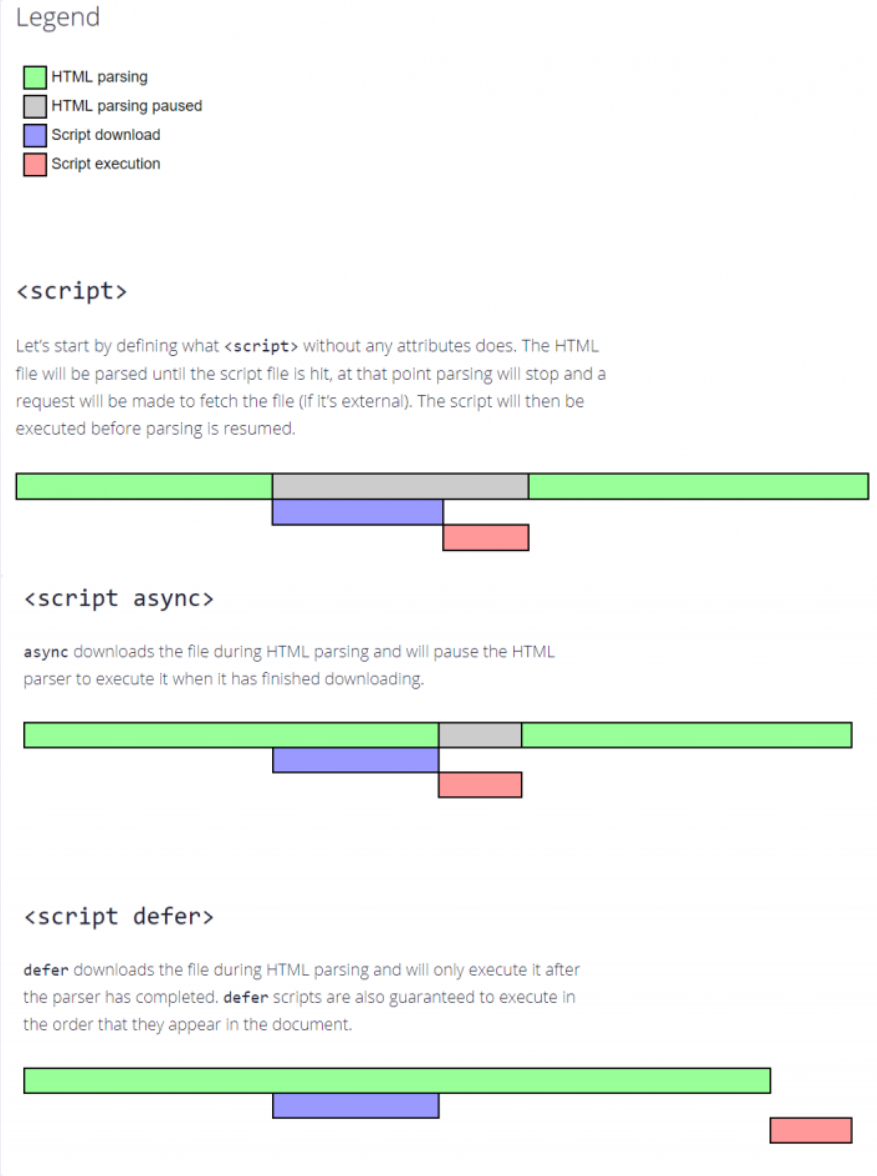 Legend
HTML parsing
HTML parsing paused
Script download
Script execution
<script>
Let's start by defining what <script> without any attributes does. The HTML
file will be parsed until the script file is hit, at that point parsing will stop and a
request will be made to fetch the file (if it's external). The script will then be
executed before parsing is resumed.
<script async>
async downloads the file during HTML parsing and will pause the HTML
parser to execute it when it has finished downloading.
<script defer>
defer downloads the file during HTML parsing and will only execute it after
the parser has completed. defer scripts are also guaranteed to execute in
the order that they appear in the document.